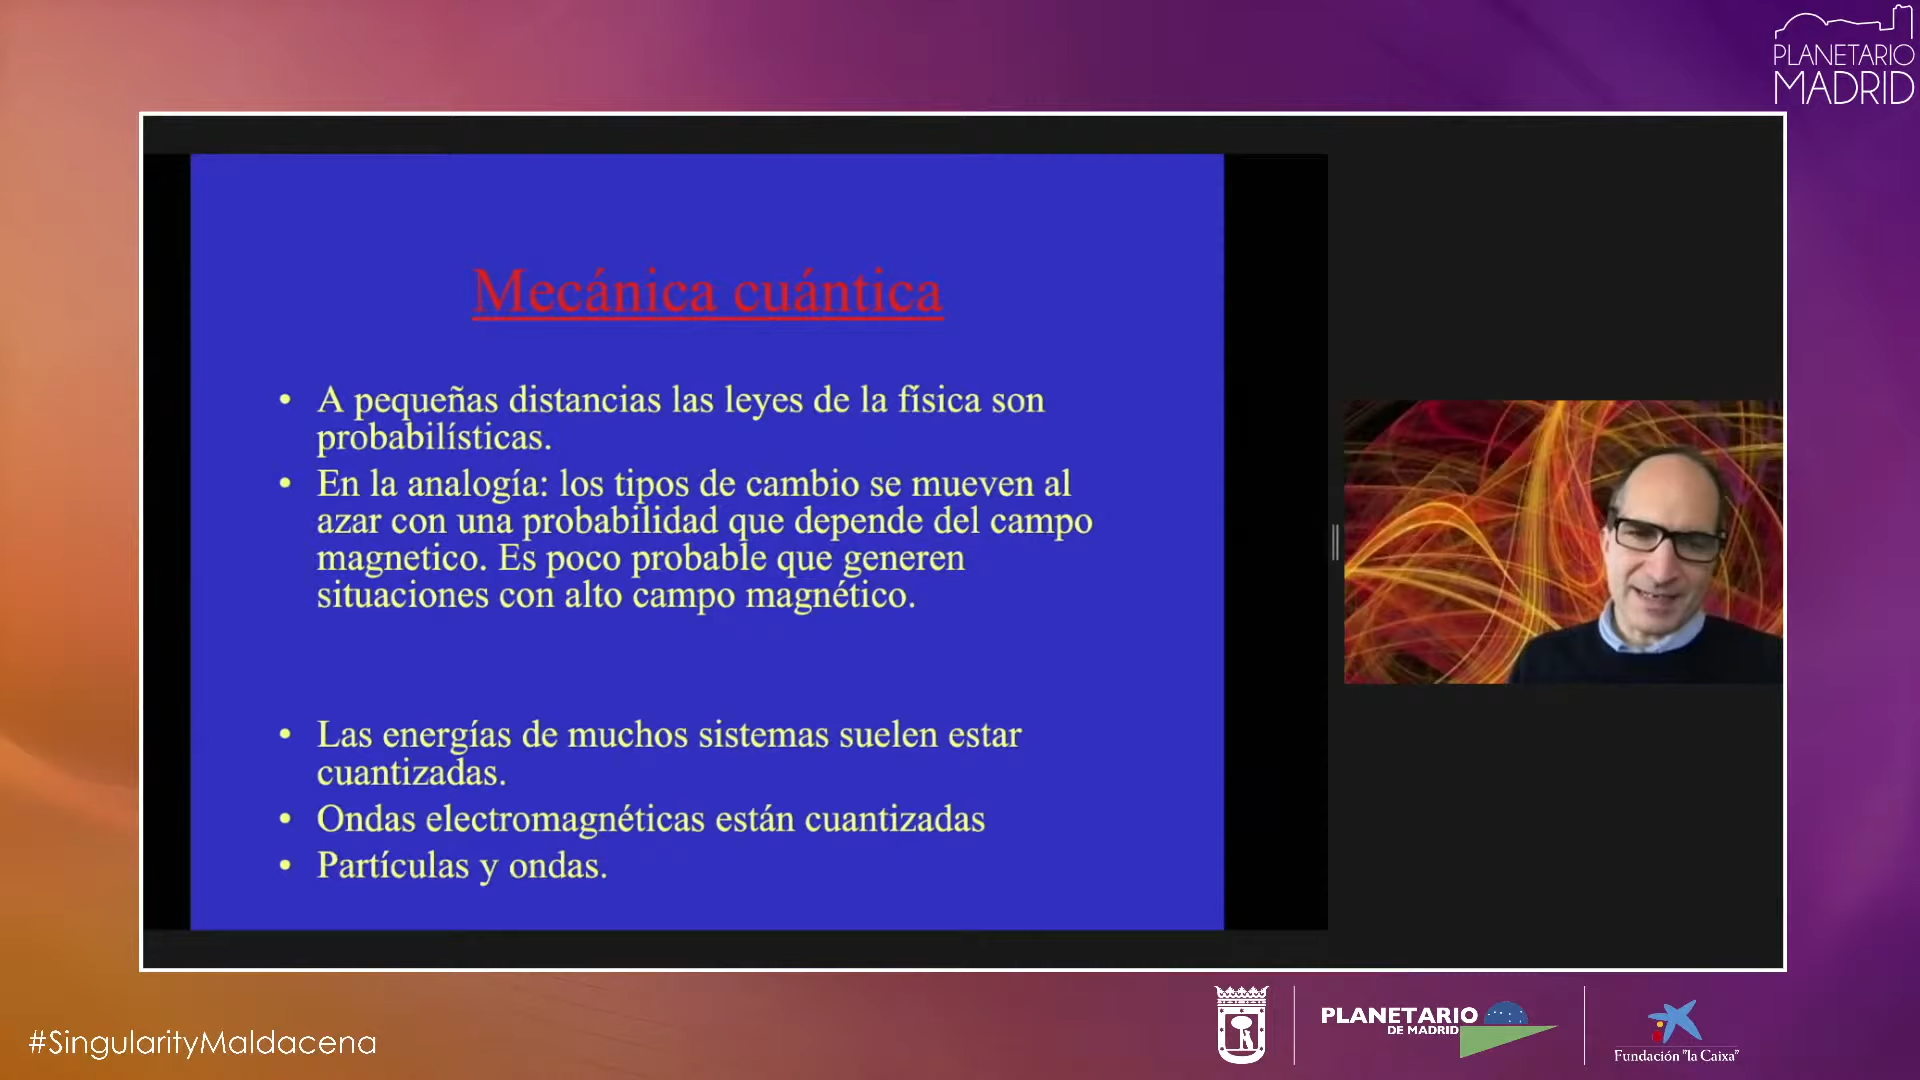 PLANETARIO
MADRID
Mecánica cuántica
• A pequeñas distancias las leyes de la física son
probabilísticas.
• En la analogía: los tipos de cambio se mueven al
azar con una probabilidad que depende del campo
magnetico. Es poco probable que generen
situaciones con alto campo magnético.
• Las energías de muchos sistemas suelen estar
cuantizadas.
• Ondas electromagnéticas están cuantizadas
• Partículas y ondas.
#SingularityMaldacena
PLANETARIO
DE MADRID
Fundación "la Caixa"